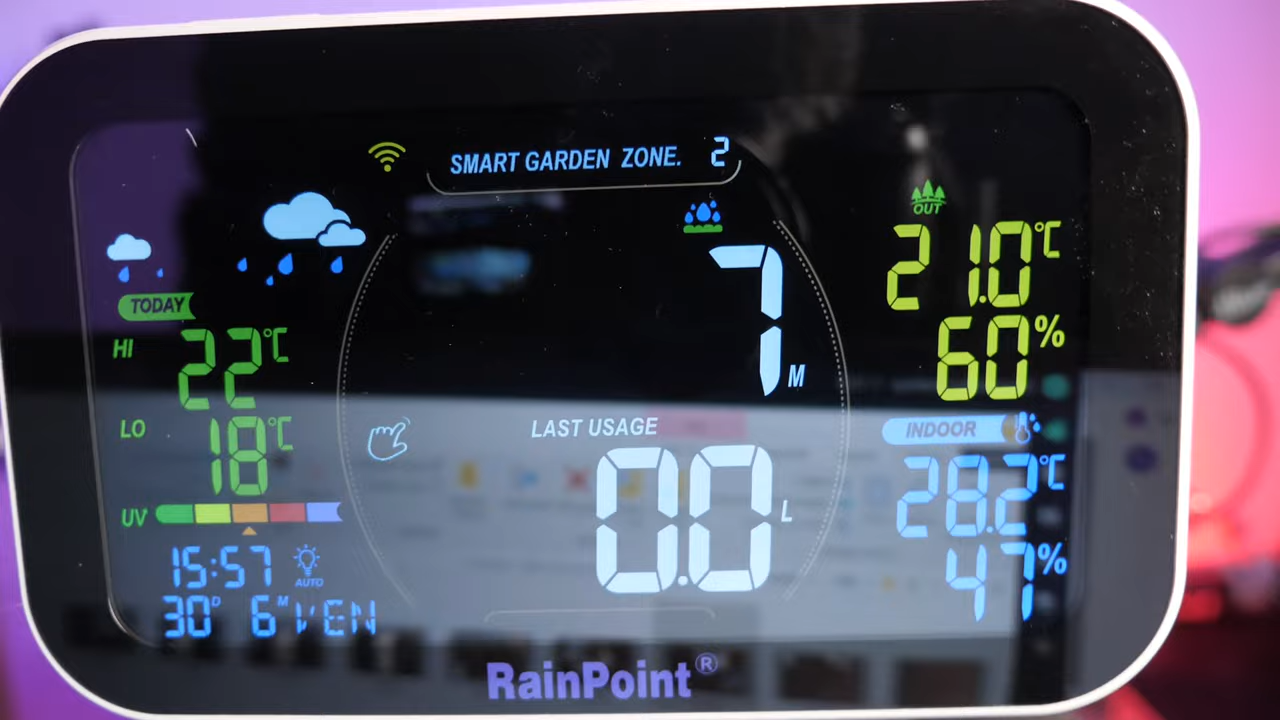 SMART GARDEN ZONE. 2
OUT
21.0°C
60%
TODAY
HI 22°C
LO 18°C
UV
15:57 AUTO
30D 6M VEN
7 M
LAST USAGE
0.0 L
INDOOR
28.2°C
47%
RainPoint®